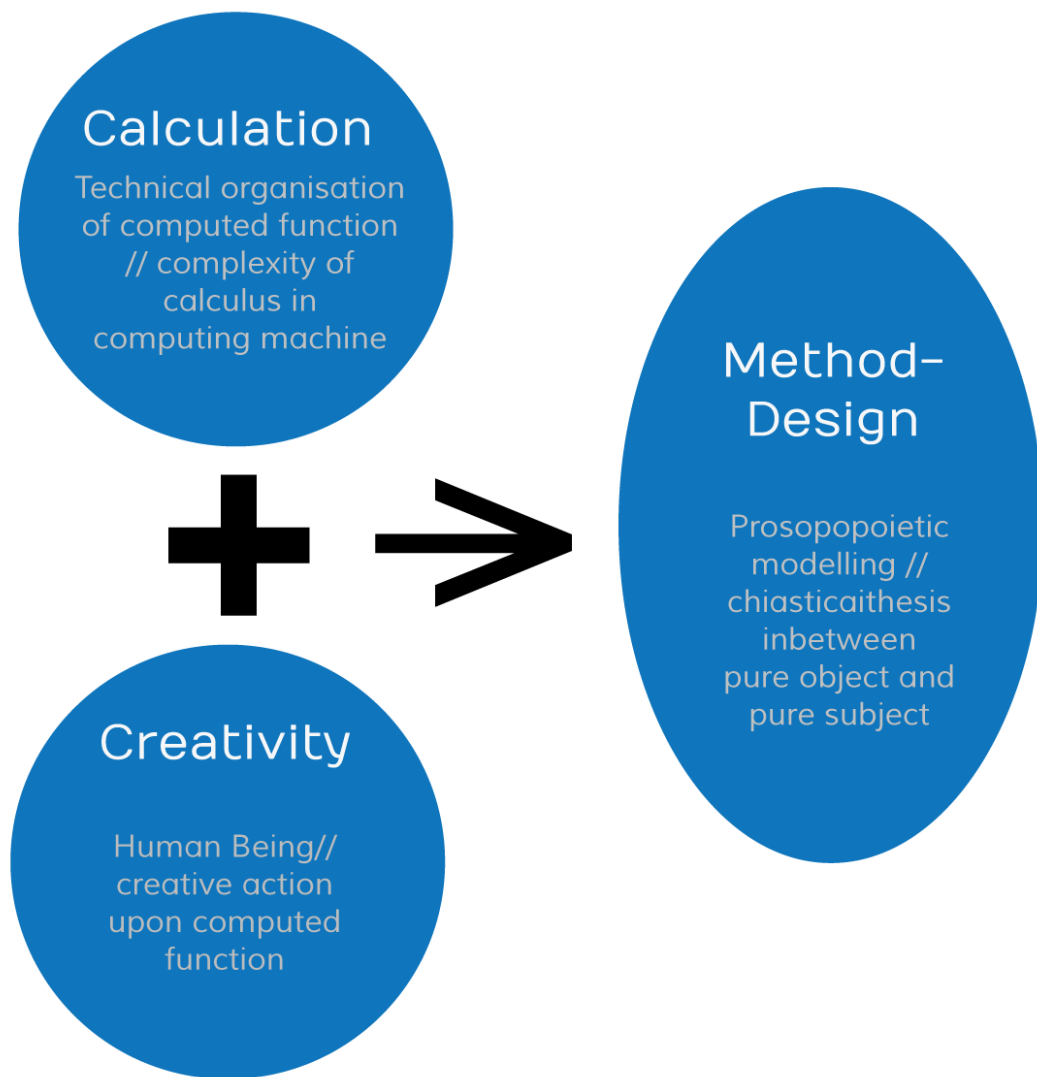 Calculation
Technical organisation
of computed function
// complexity of
calculus in
computing machine
+
Creativity
Human Being//
creative action
upon computed
function
Method-
Design
Prosopopoietic
modelling //
chiasticaithesis
inbetween
pure object and
pure subject